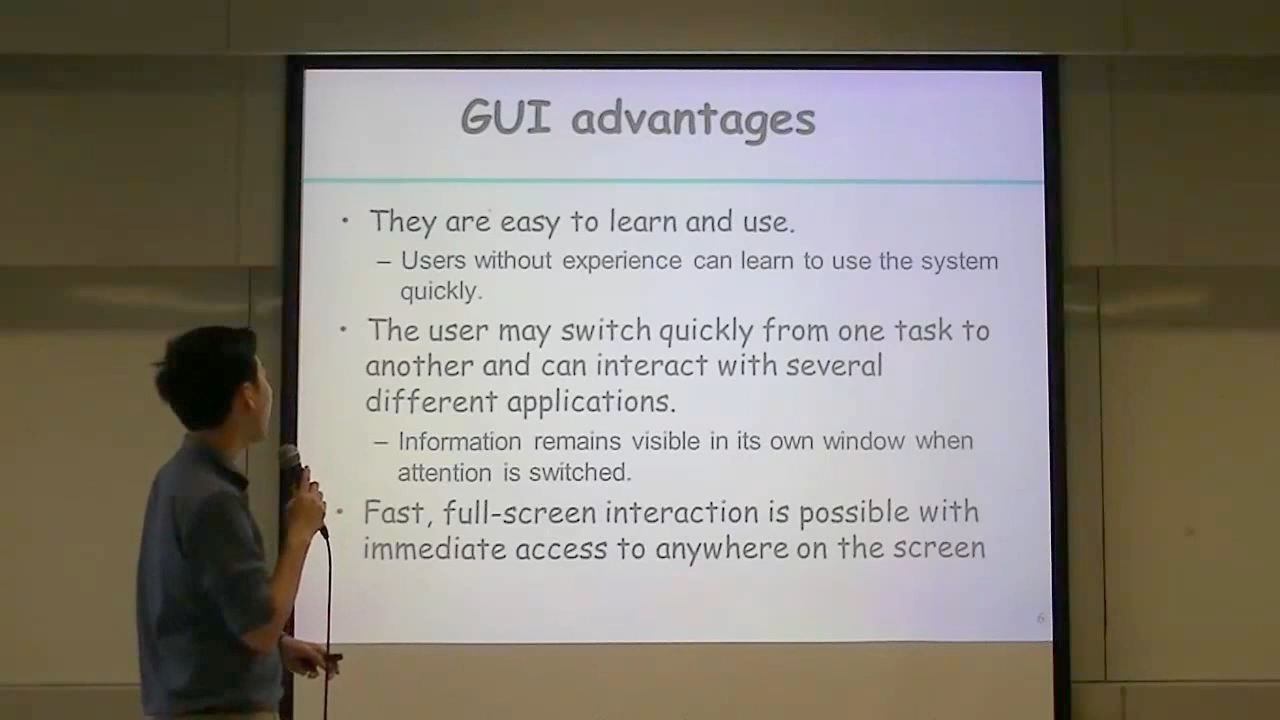 GUI advantages
• They are easy to learn and use.
– Users without experience can learn to use the system
quickly.
• The user may switch quickly from one task to
another and can interact with several
different applications.
– Information remains visible in its own window when
attention is switched.
• Fast, full-screen interaction is possible with
immediate access to anywhere on the screen
6